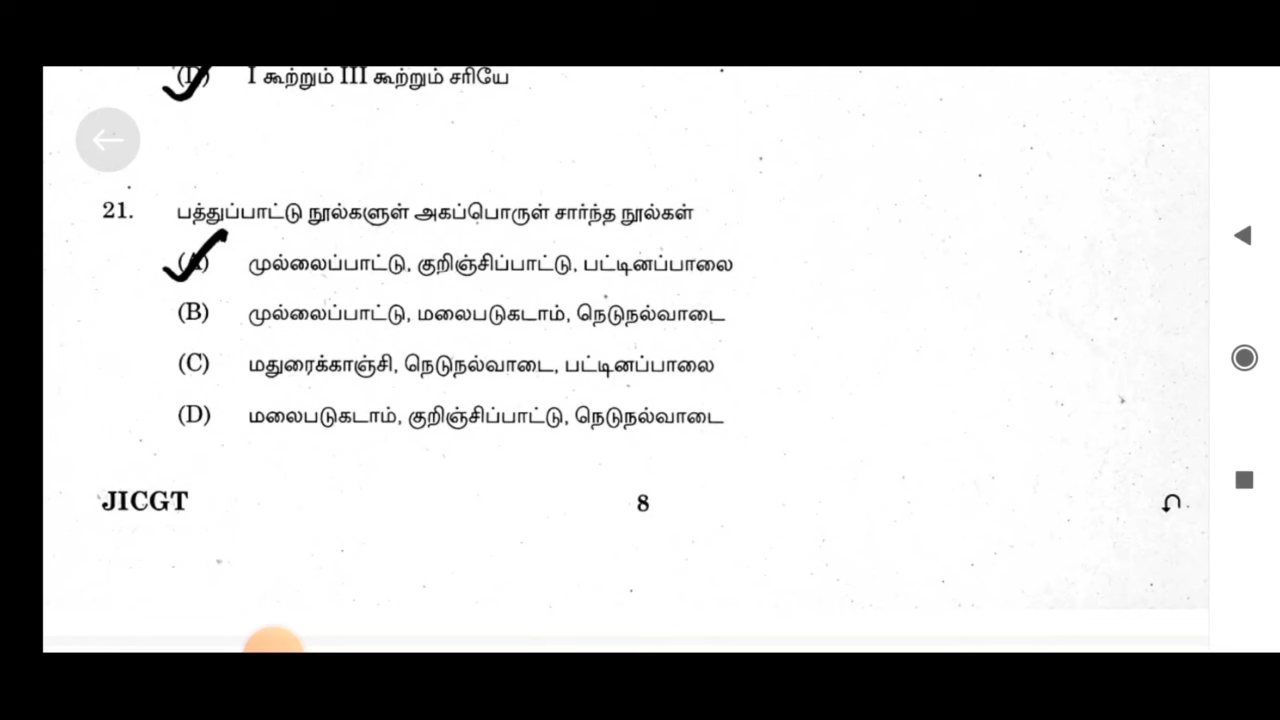 (D) I கூற்றும் III கூற்றும் சரியே
21. பத்துப்பாட்டு நூல்களுள் அகப்பொருள் சார்ந்த நூல்கள்
(A) முல்லைப்பாட்டு, குறிஞ்சிப்பாட்டு, பட்டினப்பாலை
(B) முல்லைப்பாட்டு, மலைபடுகடாம், நெடுநல்வாடை
(C) மதுரைக்காஞ்சி, நெடுநல்வாடை, பட்டினப்பாலை
(D) மலைபடுகடாம், குறிஞ்சிப்பாட்டு, நெடுநல்வாடை
JICGT 8